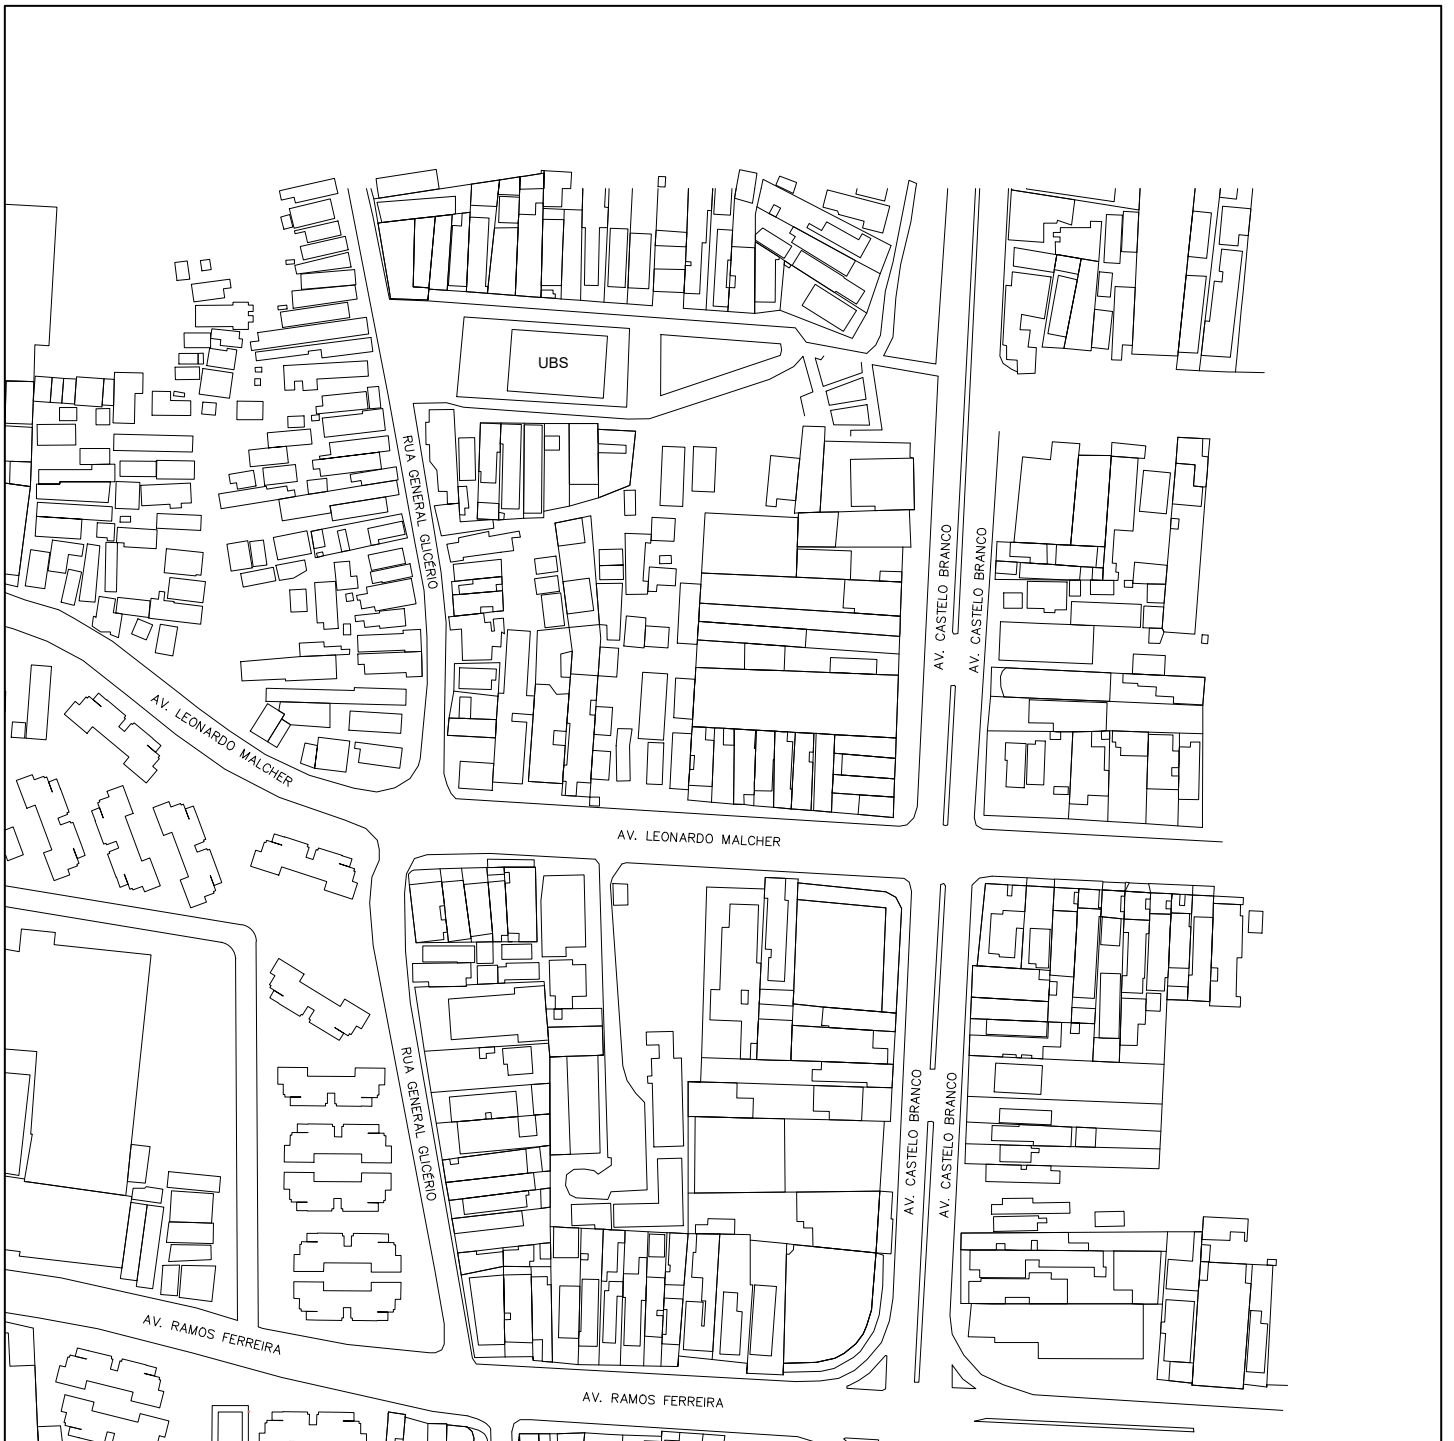 UBS
RUA GENERAL GLICÉRIO
AV. CASTELO BRANCO
AV. CASTELO BRANCO
AV. LEONARDO MALCHER
AV. LEONARDO MALCHER
RUA GENERAL GLICÉRIO
AV. CASTELO BRANCO
AV. CASTELO BRANCO
AV. RAMOS FERREIRA
AV. RAMOS FERREIRA